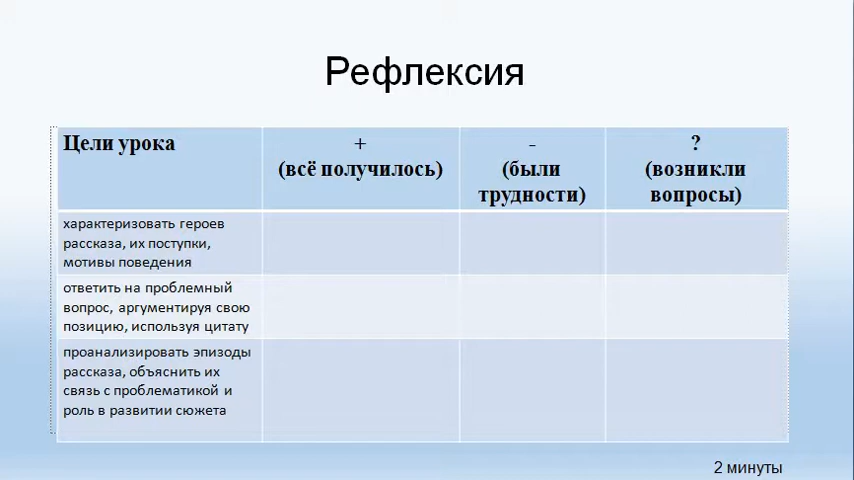 Рефлексия
Цели урока
+
(всё получилось)
-
(были
трудности)
?
(возникли
вопросы)
характеризовать героев
рассказа, их поступки,
мотивы поведения
ответить на проблемный
вопрос, аргументируя свою
позицию, используя цитату
проанализировать эпизоды
рассказа, объяснить их
связь с проблематикой и
роль в развитии сюжета
2 минуты